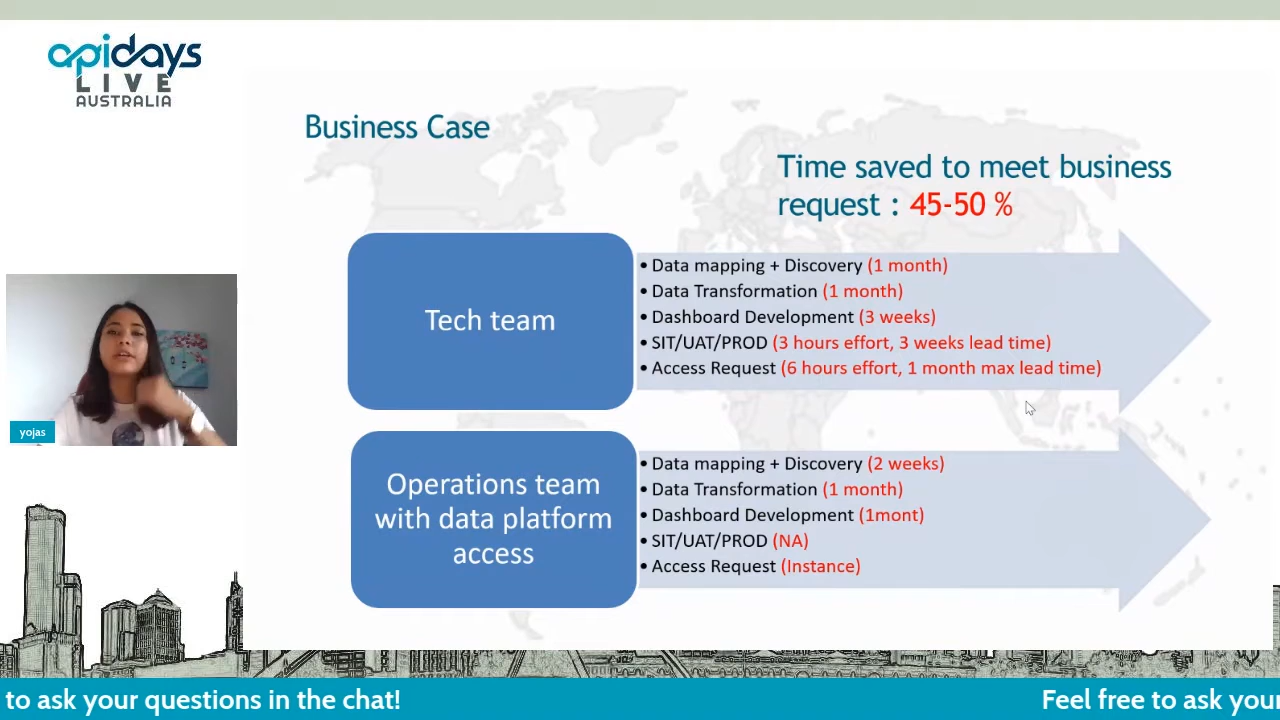 apidays
LIVE
AUSTRALIA
Business Case
Time saved to meet business
request : 45-50 %
Tech team
• Data mapping + Discovery (1 month)
• Data Transformation (1 month)
• Dashboard Development (3 weeks)
• SIT/UAT/PROD (3 hours effort, 3 weeks lead time)
• Access Request (6 hours effort, 1 month max lead time)
yojas
Operations team
with data platform
access
• Data mapping + Discovery (2 weeks)
• Data Transformation (1 month)
• Dashboard Development (1mont)
• SIT/UAT/PROD (NA)
• Access Request (Instance)
to ask your questions in the chat!
Feel free to ask your